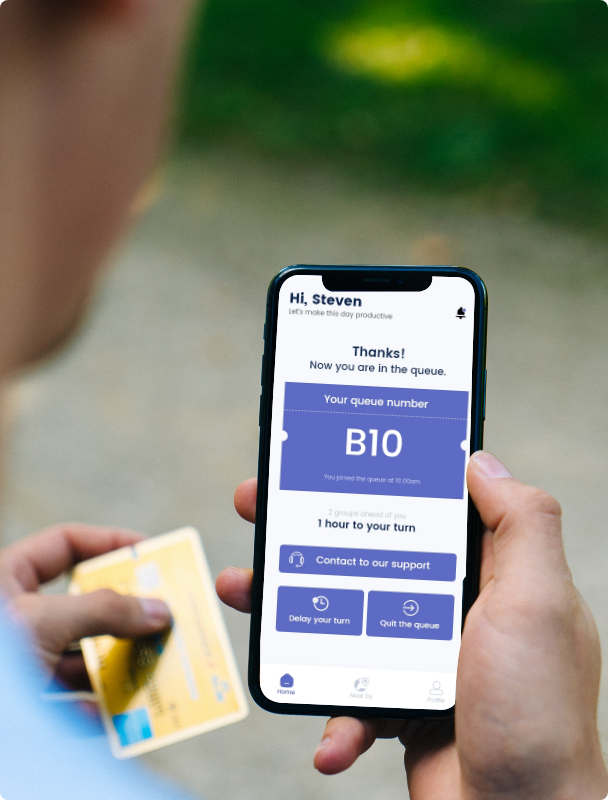 Hi, Steven
Let's make this day productive
Thanks!
Now you are in the queue.
Your queue number
B10
You joined the queue at 10.00am
2 groups ahead of you
1 hour to your turn
Contact to our support
Delay your turn
Quit the queue
Home
Near by
Profile